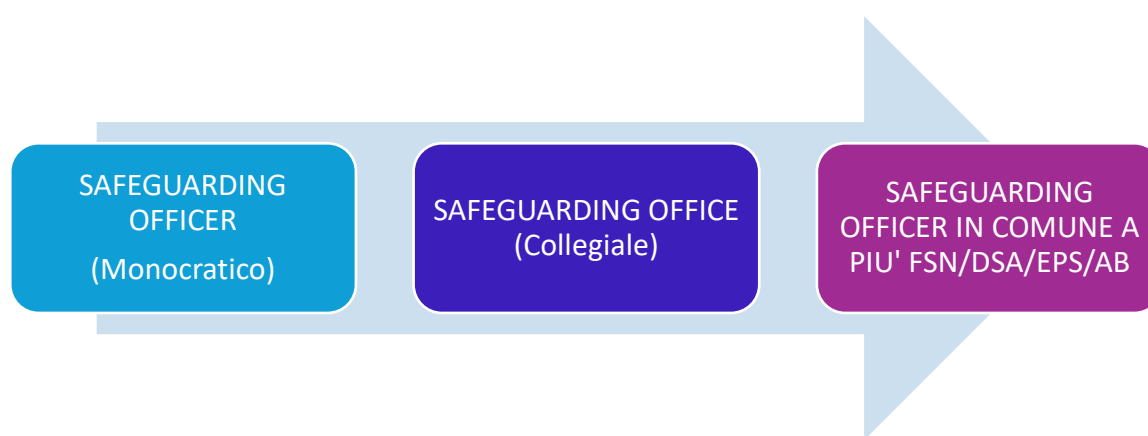 SAFEGUARDING
OFFICER
(Monocratico)
SAFEGUARDING OFFICE
(Collegiale)
SAFEGUARDING
OFFICER IN COMUNE A
PIU' FSN/DSA/EPS/AB